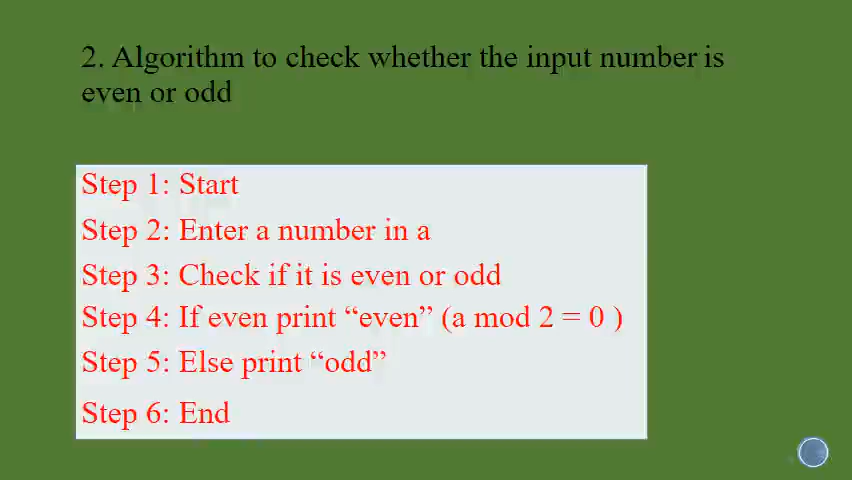 2. Algorithm to check whether the input number is
even or odd
Step 1: Start
Step 2: Enter a number in a
Step 3: Check if it is even or odd
Step 4: If even print “even” (a mod 2 = 0 )
Step 5: Else print “odd”
Step 6: End